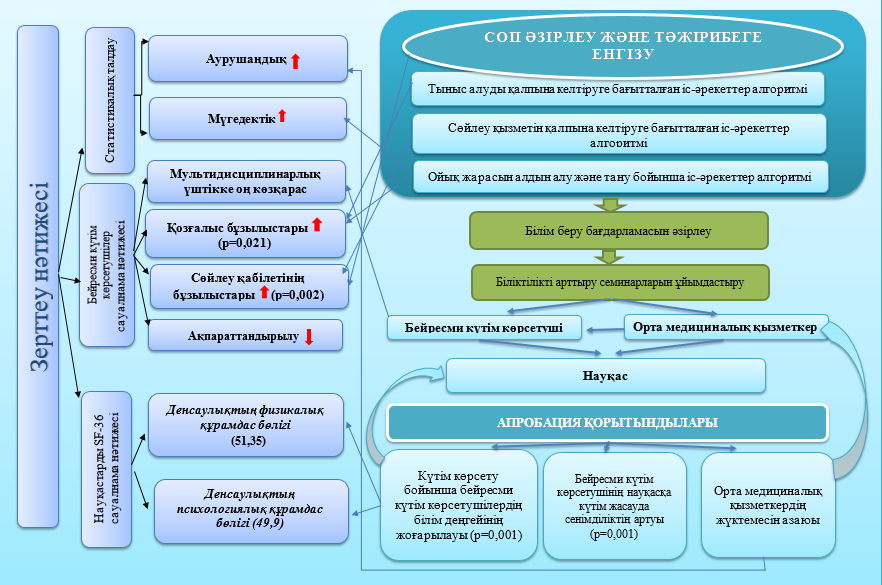 Зерттеу нәтижесі
Статистикалық талдау
Аурушаңдық
Мүгедектік
Бейресми күтім
көрсетушілер
сауалнама нәтижесі
Мультидисциплинарлық
үштікке оң көзқарас
Қозғалыс бұзылыстары
(р=0,021)
Сөйлеу қабілетінің
бұзылыстары (р=0,002)
Ақпараттандырылу
Науқастарды SF-36
сауалнама нәтижесі
Денсаулықтың физикалық
құрамдас бөлігі
(51,35)
Денсаулықтың
психологиялық құрамдас
бөлігі (49,9)
СОП ӘЗІРЛЕУ ЖӘНЕ ТӘЖІРИБЕГЕ
ЕНГІЗУ
Тыныс алуды қалпына келтіруге бағытталған іс-әрекеттер алгоритмі
Сөйлеу қызметін қалпына келтіруге бағытталған іс-әрекеттер
алгоритмі
Ойық жарасын алдын алу және тану бойынша іс-әрекеттер алгоритмі
Білім беру бағдарламасын әзірлеу
Біліктілікті арттыру семинарларын ұйымдастыру
Бейресми күтім көрсетуші
Орта медициналық қызметкер
Науқас
АПРОБАЦИЯ ҚОРЫТЫНДЫЛАРЫ
Күтім көрсету
бойынша бейресми
күтім көрсетушілердің
білім деңгейінің
жоғарылауы (р=0,001)
Бейресми күтім
көрсетушінің науқасқа
күтім жасауда
сенімділіктің артуы
(р=0,001)
Орта медициналық
қызметкердің
жүктемесін азаюы